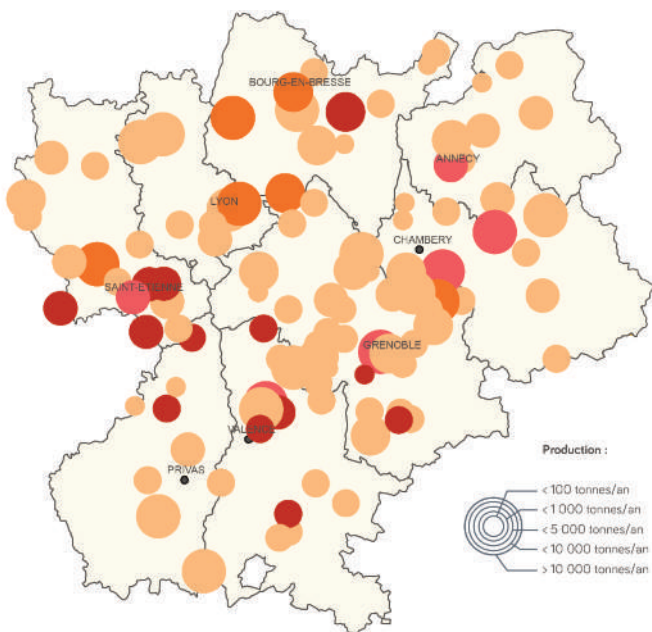 BOURG-EN-BRESSE
ANNECY
LYON
CHAMBERY
SAINT-ETIENNE
GRENOBLE
VALENCE
PRIVAS
Production :
< 100 tonnes/an
< 1 000 tonnes/an
< 5 000 tonnes/an
< 10 000 tonnes/an
> 10 000 tonnes/an